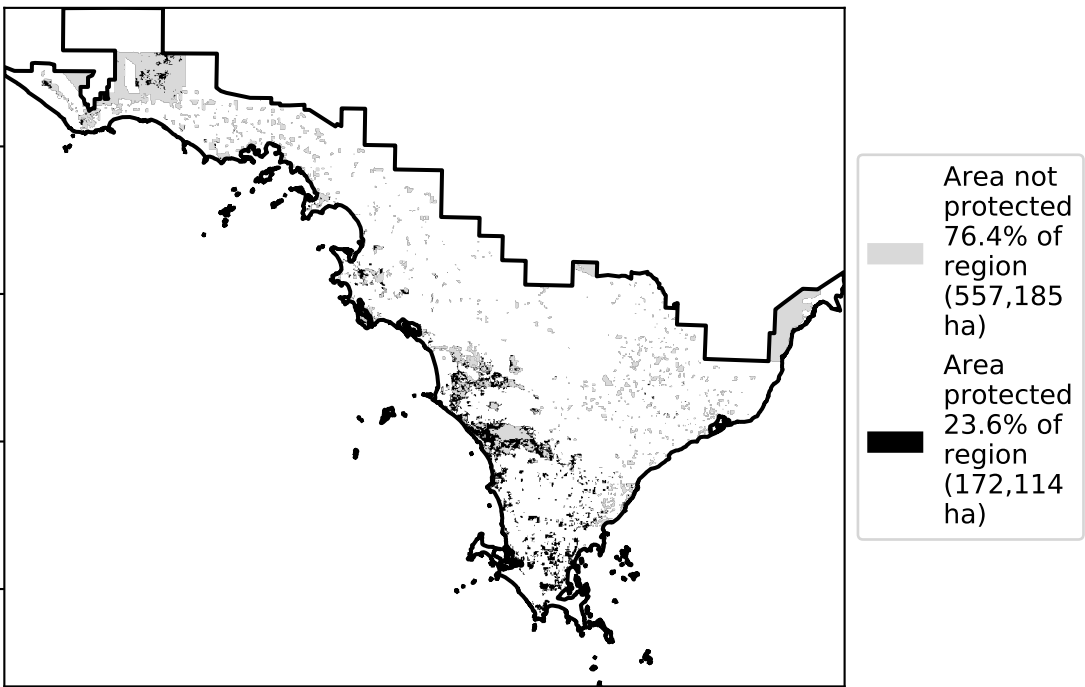 Area not
protected
76.4% of
region
(557,185
ha)
Area
protected
23.6% of
region
(172,114
ha)